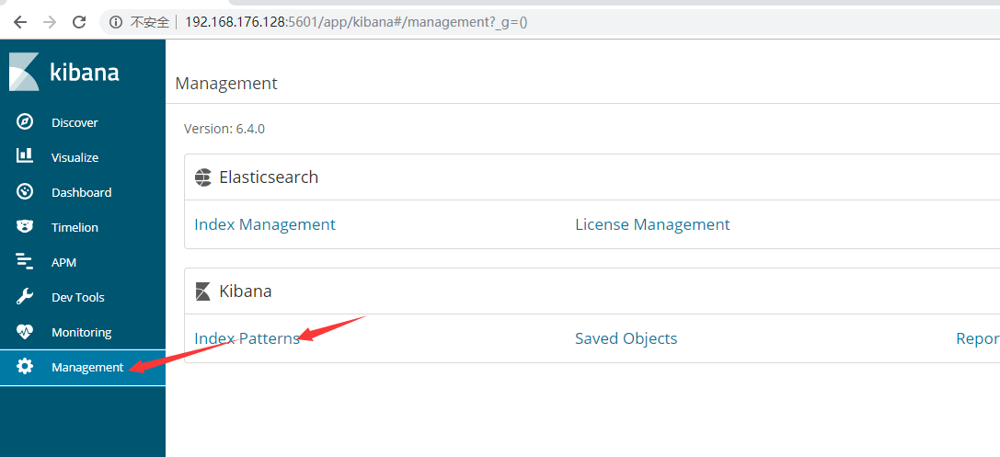 不安全 192.168.176.128:5601/app/kibana#/management?_g=()
kibana
Discover
Visualize
Dashboard
Timelion
APM
Dev Tools
Monitoring
Management
Management
Version: 6.4.0
Elasticsearch
Index Management License Management
Kibana
Index Patterns Saved Objects Repor